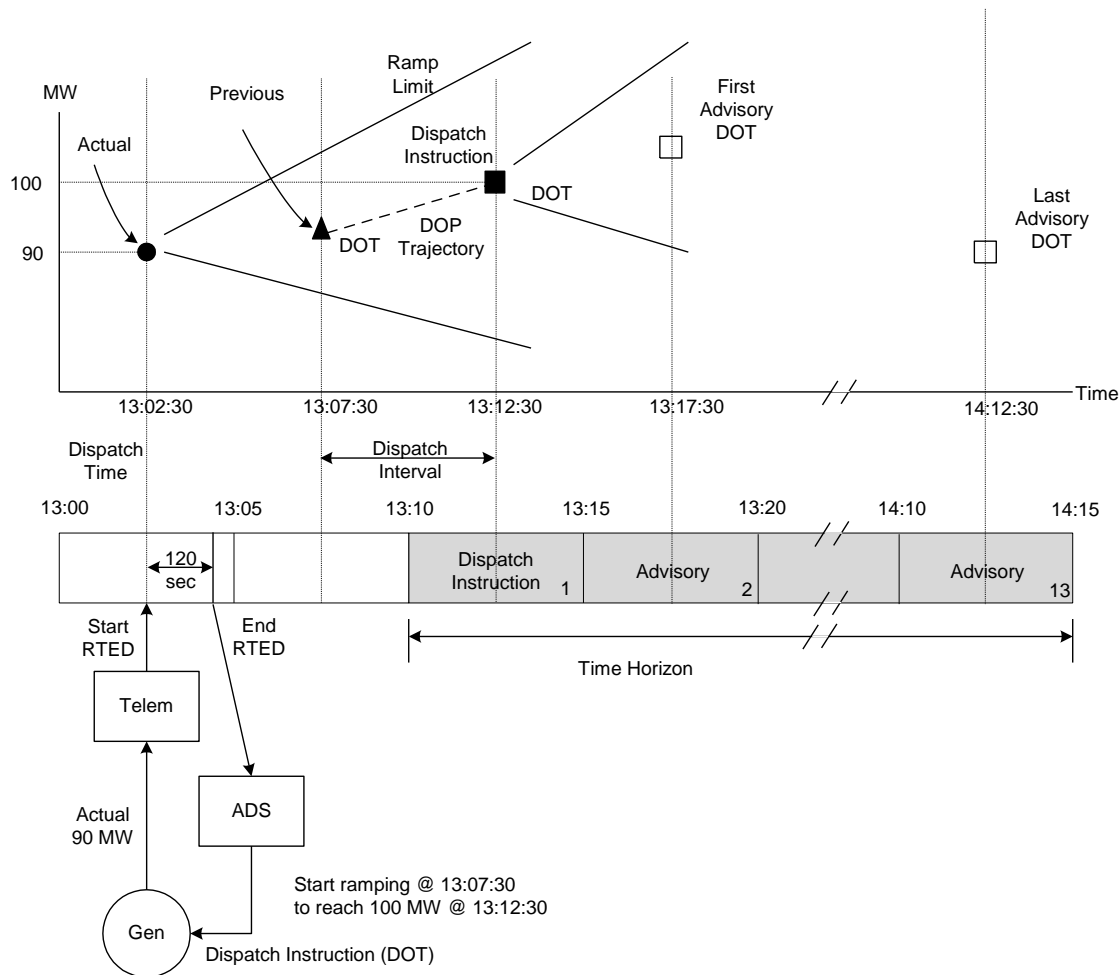 Ramp
Limit
MW
Previous
First
Advisory
DOT
Actual
Dispatch
Instruction
100
DOT
Last
Advisory
DOT
DOT
DOP
Trajectory
90
Time
13:02:30
13:07:30
13:12:30
13:17:30
14:12:30
Dispatch
Time
Dispatch
Interval
13:00
13:05
13:10
13:15
13:20
14:10
14:15
120
sec
Dispatch
Instruction
1
Advisory
2
Advisory
13
Start
RTED
End
RTED
Time Horizon
Telem
Actual
90 MW
ADS
Start ramping @ 13:07:30
to reach 100 MW @ 13:12:30
Gen
Dispatch Instruction (DOT)